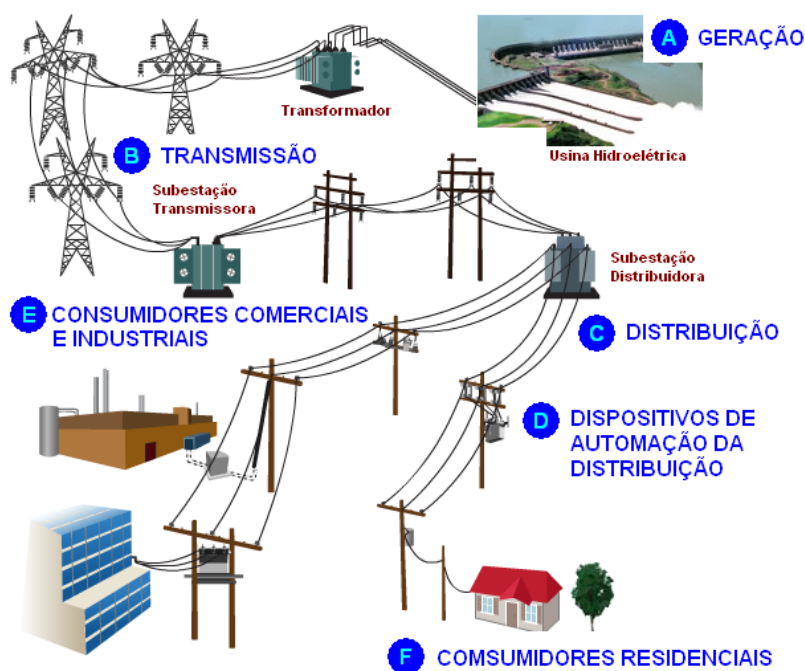 A GERAÇÃO
Transformador
Usina Hidroelétrica
B TRANSMISSÃO
Subestação
Transmissora
Subestação
Distribuidora
E CONSUMIDORES COMERCIAIS
E INDUSTRIAIS
C DISTRIBUIÇÃO
D DISPOSITIVOS DE
AUTOMAÇÃO DA
DISTRIBUIÇÃO
F COMSUMIDORES RESIDENCIAIS